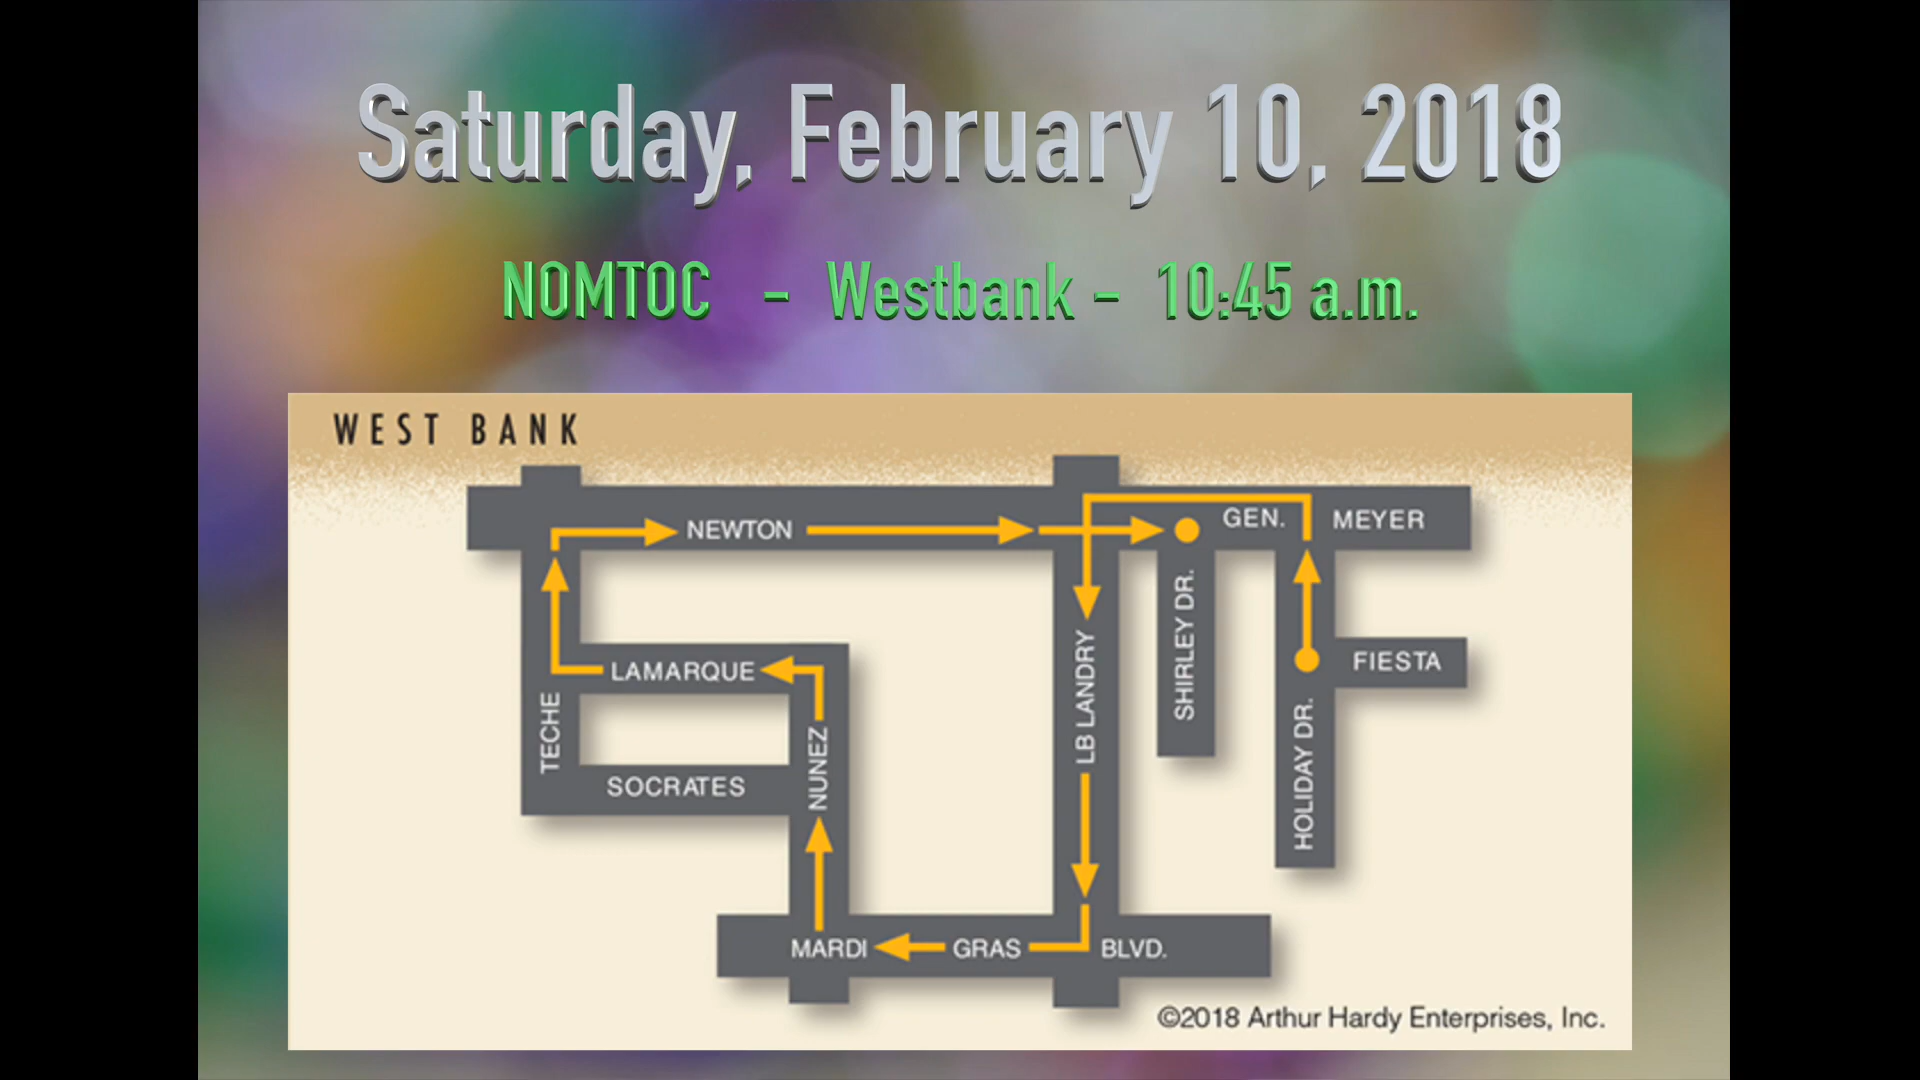 Saturday, February 10, 2018
NOMTOC - Westbank - 10:45 a.m.
WEST BANK
NEWTON
GEN. MEYER
LAMARQUE
TECHE
SOCRATES
NUNEZ
LB LANDRY
SHIRLEY DR.
HOLIDAY DR.
FIESTA
MARDI GRAS BLVD.
©2018 Arthur Hardy Enterprises, Inc.